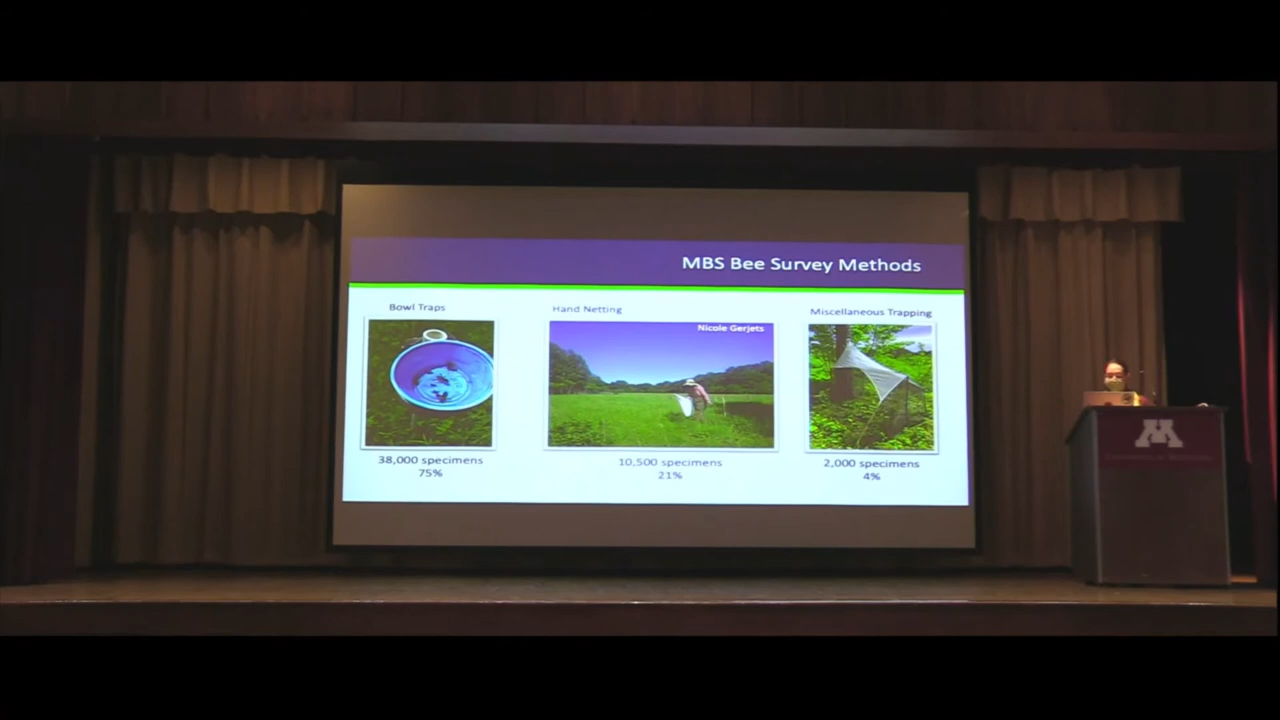 MBS Bee Survey Methods
Bowl Traps
Hand Netting
Miscellaneous Trapping
Nicole Gerjets
38,000 specimens
75%
10,500 specimens
21%
2,000 specimens
4%
M